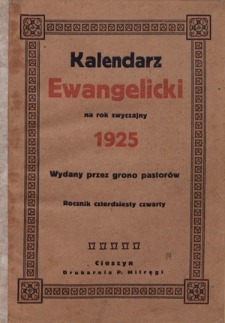 Kalendarz
Ewangelicki
na rok zwyczajny
1925
Wydany przez grono pastorów
Rocznik czterdziesty czwarty
Cieszyn
Drukarnia P. Mitręgi